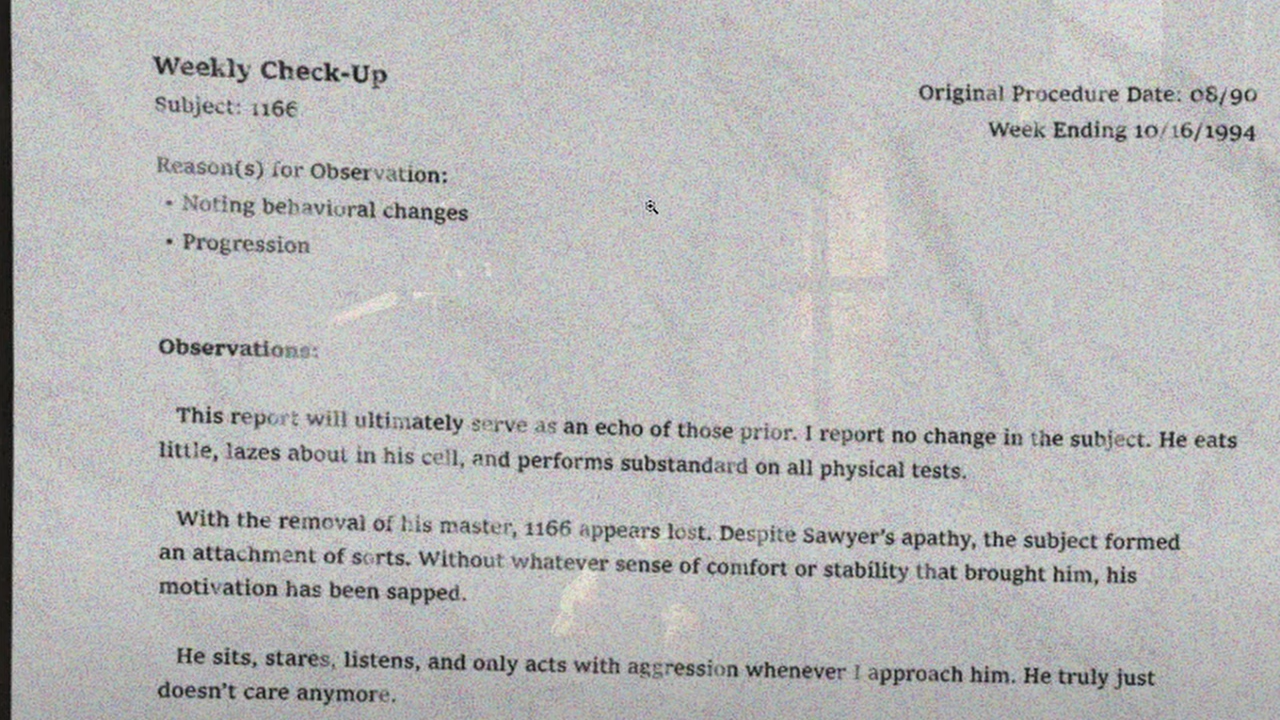 Weekly Check-Up
Subject: 1166
Original Procedure Date: 08/90
Week Ending 10/16/1994
Reason(s) for Observation:
• Noting behavioral changes
• Progression
Observations:
This report will ultimately serve as an echo of those prior. I report no change in the subject. He eats
little, lazes about in his cell, and performs substandard on all physical tests.
With the removal of his master, 1166 appears lost. Despite Sawyer's apathy, the subject formed
an attachment of sorts. Without whatever sense of comfort or stability that brought him, his
motivation has been sapped.
He sits, stares, listens, and only acts with aggression whenever I approach him. He truly just
doesn't care anymore.